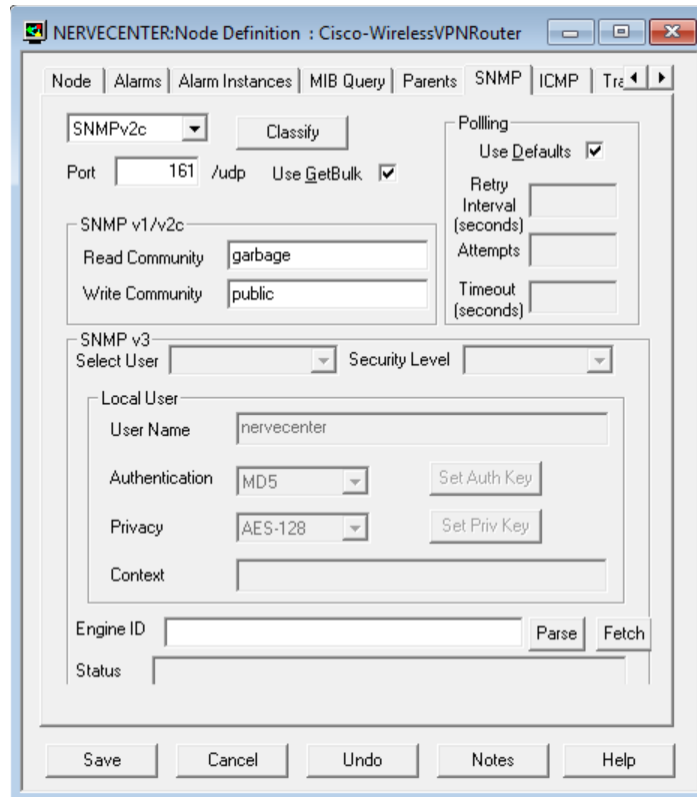 NERVECENTER:Node Definition : Cisco-WirelessVPNRouter
Node Alarms Alarm Instances MIB Query Parents SNMP ICMP
SNMPv2c
Classify
Port 161 /udp Use GetBulk
Pollling
Use Defaults
Retry
Interval
(seconds)
Attempts
Timeout
(seconds)
SNMP v1/v2c
Read Community garbage
Write Community public
SNMP v3
Select User Security Level
Local User
User Name nervecenter
Authentication MD5 Set Auth Key
Privacy AES-128 Set Priv Key
Context
Engine ID Parse Fetch
Status
Save Cancel Undo Notes Help